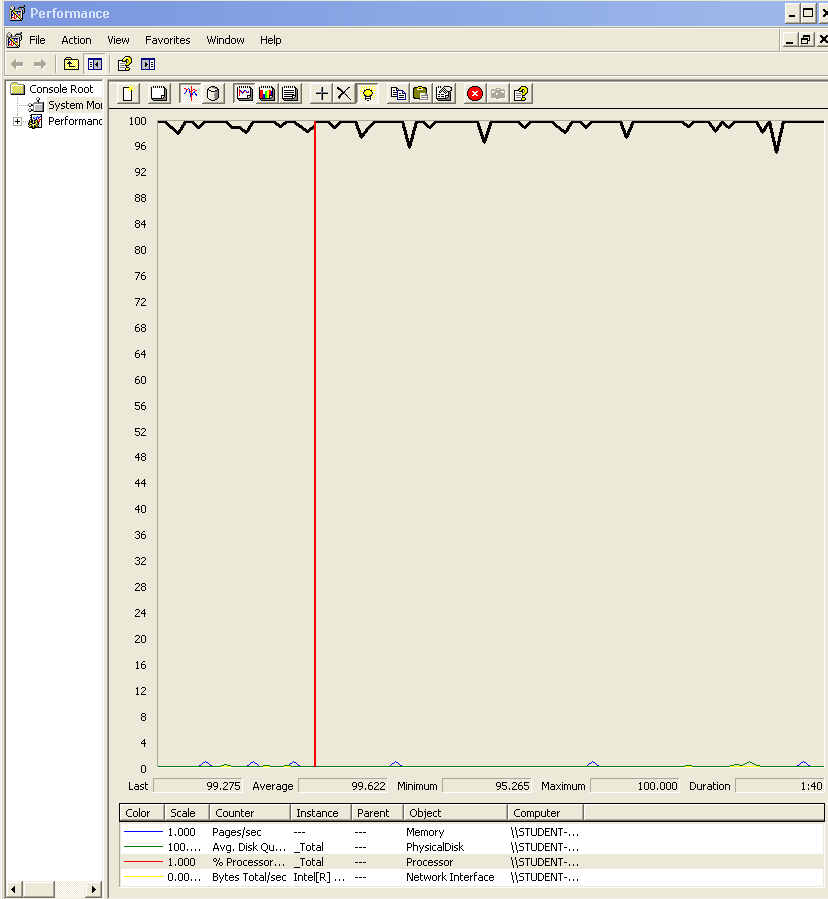 Performance
File Action View Favorites Window Help
Console Root
System Mo
Performanc
100
96
92
88
84
80
76
72
68
64
60
56
52
48
44
40
36
32
28
24
20
16
12
8
4
0
Last 99.275 Average 99.622 Minimum 95.265 Maximum 100.000 Duration 1:40
Color Scale Counter Instance Parent Object Computer
1.000 Pages/sec --- --- Memory \\STUDENT-...
100.... Avg. Disk Qu... _Total --- PhysicalDisk \\STUDENT-...
1.000 % Processor... _Total --- Processor \\STUDENT-...
0.00... Bytes Total/sec Intel[R] ... --- Network Interface \\STUDENT-...